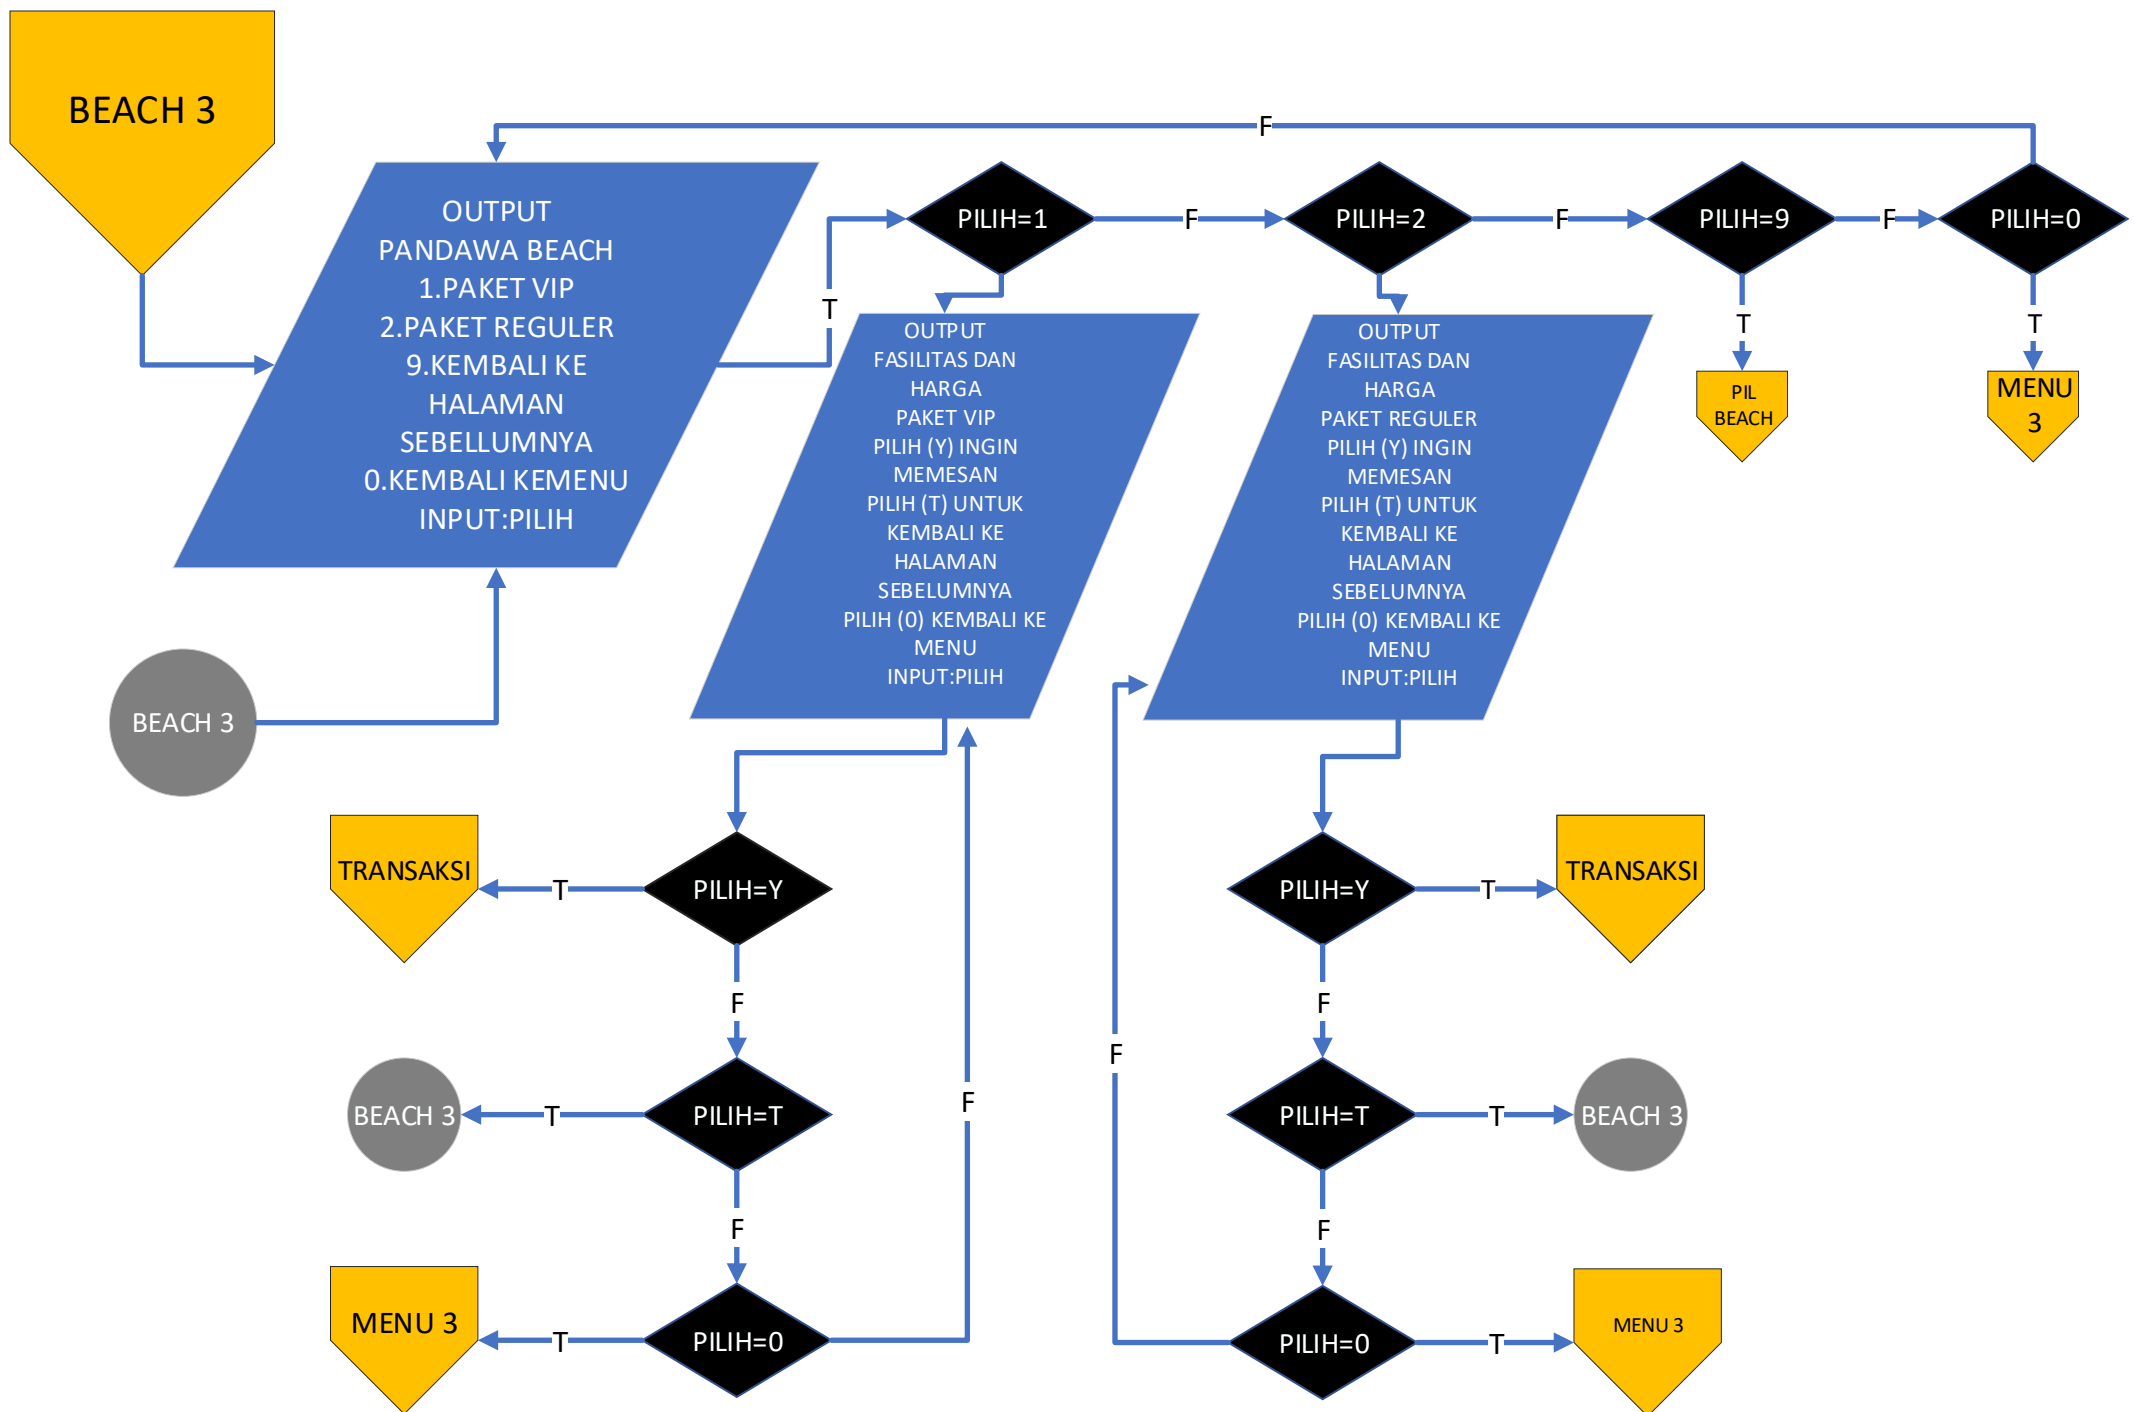 BEACH 3
F
OUTPUT
PANDAWA BEACH
1.PAKET VIP
2.PAKET REGULER
9.KEMBALI KE
HALAMAN
SEBELLUMNYA
0.KEMBALI KEMENU
INPUT:PILIH
T
PILIH=1
F
PILIH=2
F
PILIH=9
F
PILIH=0
T
PIL
BEACH
T
MENU
3
OUTPUT
FASILITAS DAN
HARGA
PAKET VIP
PILIH (Y) INGIN
MEMESAN
PILIH (T) UNTUK
KEMBALI KE
HALAMAN
SEBELUMNYA
PILIH (0) KEMBALI KE
MENU
INPUT:PILIH
OUTPUT
FASILITAS DAN
HARGA
PAKET REGULER
PILIH (Y) INGIN
MEMESAN
PILIH (T) UNTUK
KEMBALI KE
HALAMAN
SEBELUMNYA
PILIH (0) KEMBALI KE
MENU
INPUT:PILIH
BEACH 3
TRANSAKSI
T
PILIH=Y
F
BEACH 3
T
PILIH=T
F
MENU 3
T
PILIH=0
F
PILIH=Y
T
TRANSAKSI
F
F
PILIH=T
T
BEACH 3
F
PILIH=0
T
MENU 3